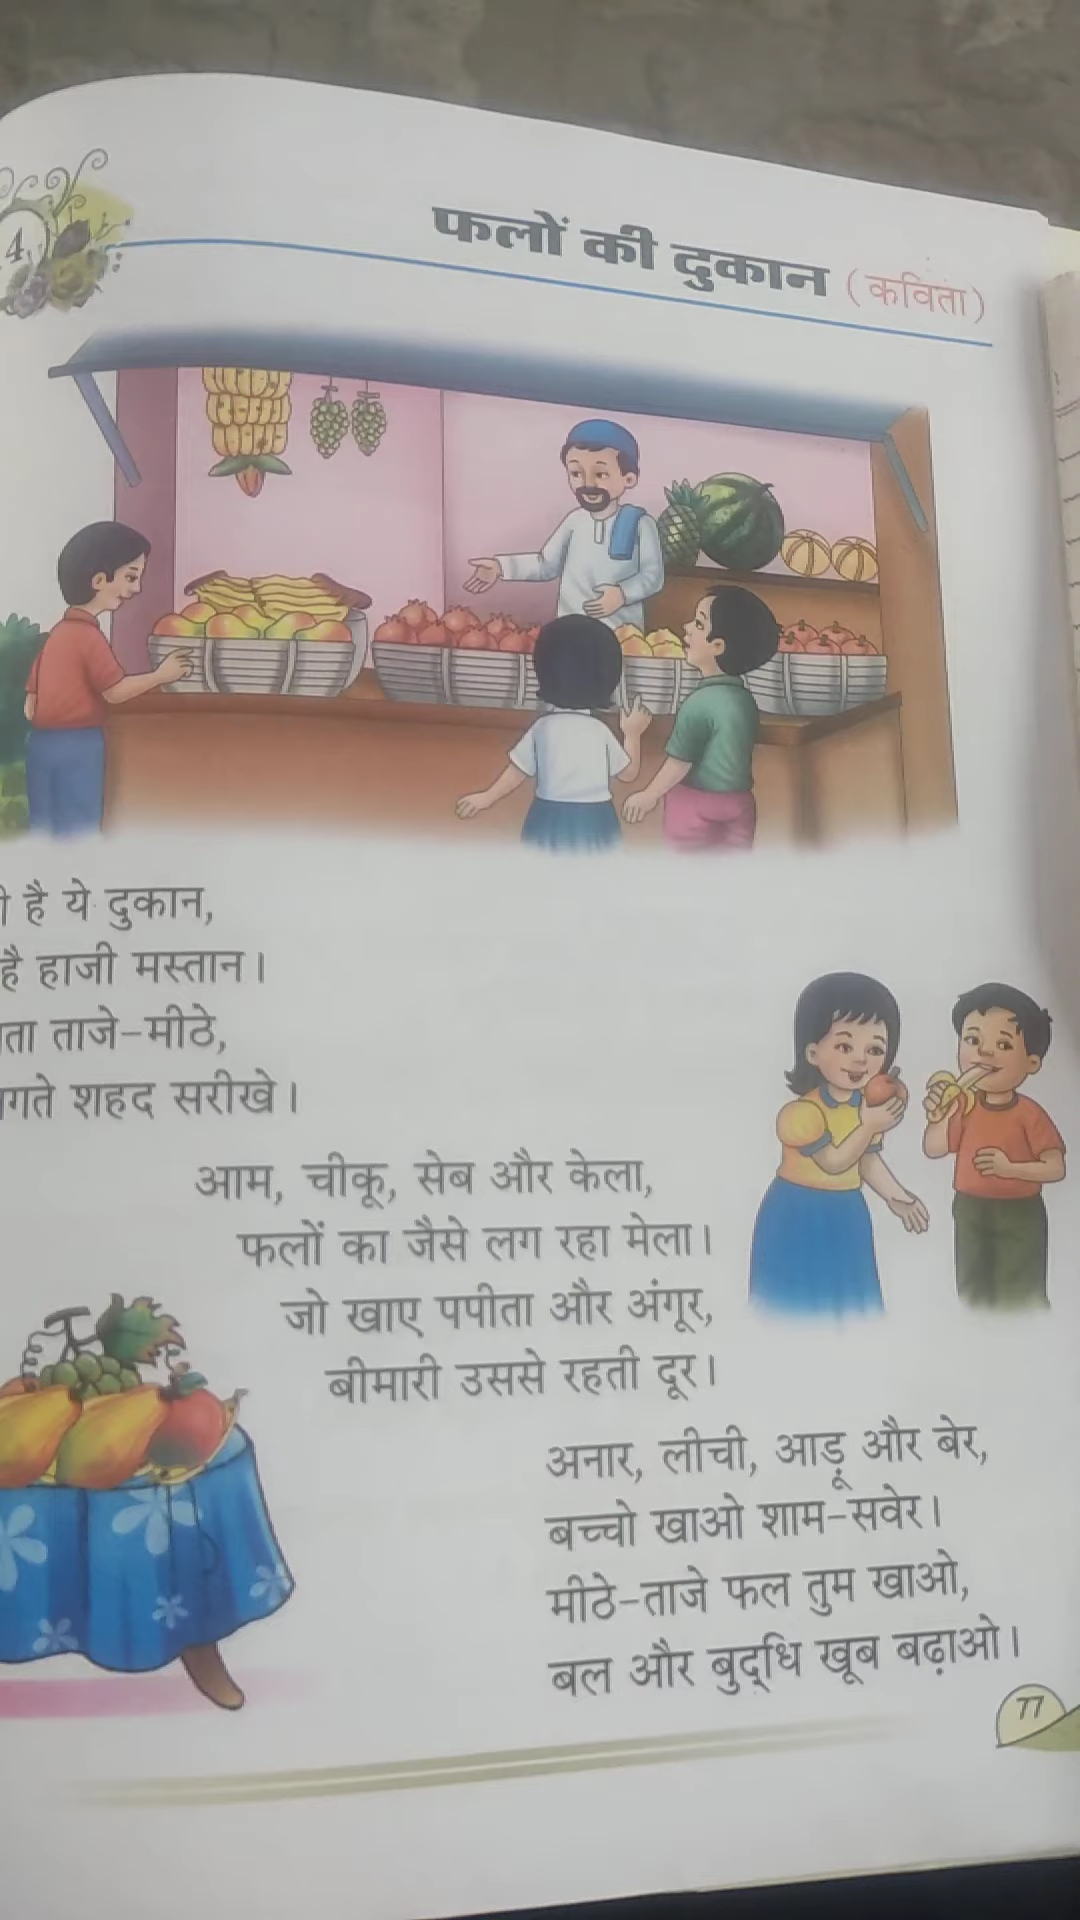 4
फलों की दुकान (कविता)
है ये दुकान,
है हाजी मस्तान।
ताजे-मीठे,
शहद सरीखे।
आम, चीकू, सेब और केला,
फलों का जैसे लग रहा मेला।
जो खाए पपीता और अंगूर,
बीमारी उससे रहती दूर।
अनार, लीची, आड़ू और बेर,
बच्चो खाओ शाम-सवेर।
मीठे-ताजे फल तुम खाओ,
बल और बुद्‌धि खूब बढ़ाओ।
77